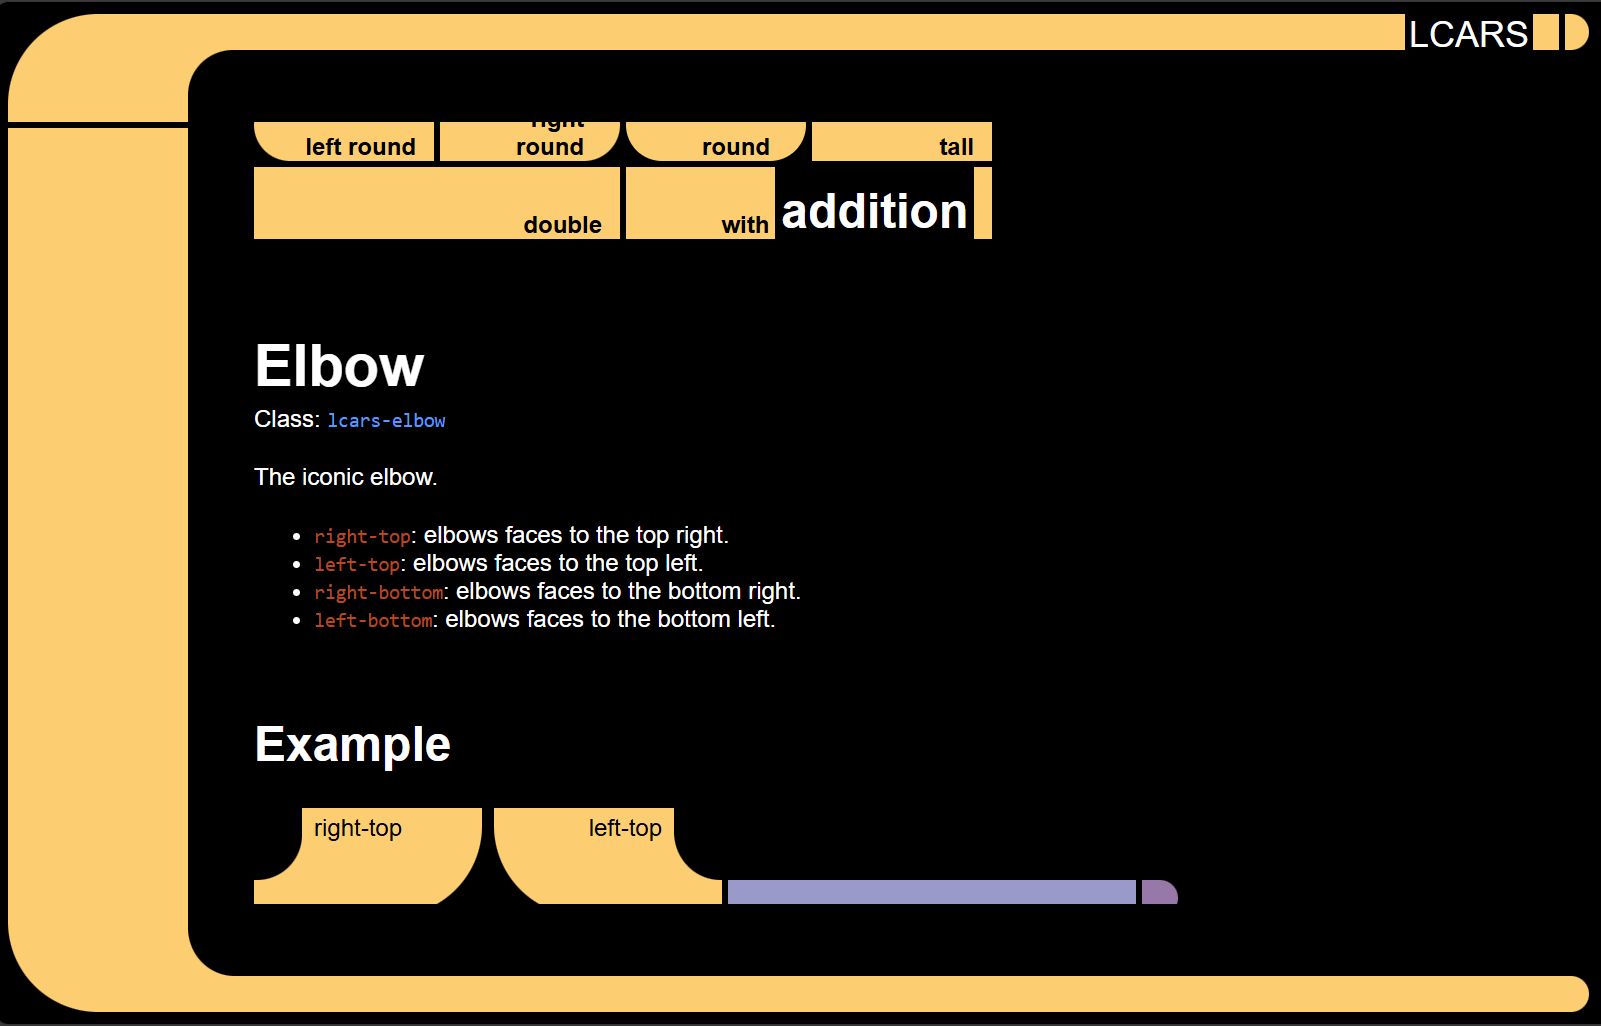 LCARS
left round
right
round
round
tall
double
with addition
Elbow
Class: lcars-elbow
The iconic elbow.
• right-top: elbows faces to the top right.
• left-top: elbows faces to the top left.
• right-bottom: elbows faces to the bottom right.
• left-bottom: elbows faces to the bottom left.
Example
right-top
left-top